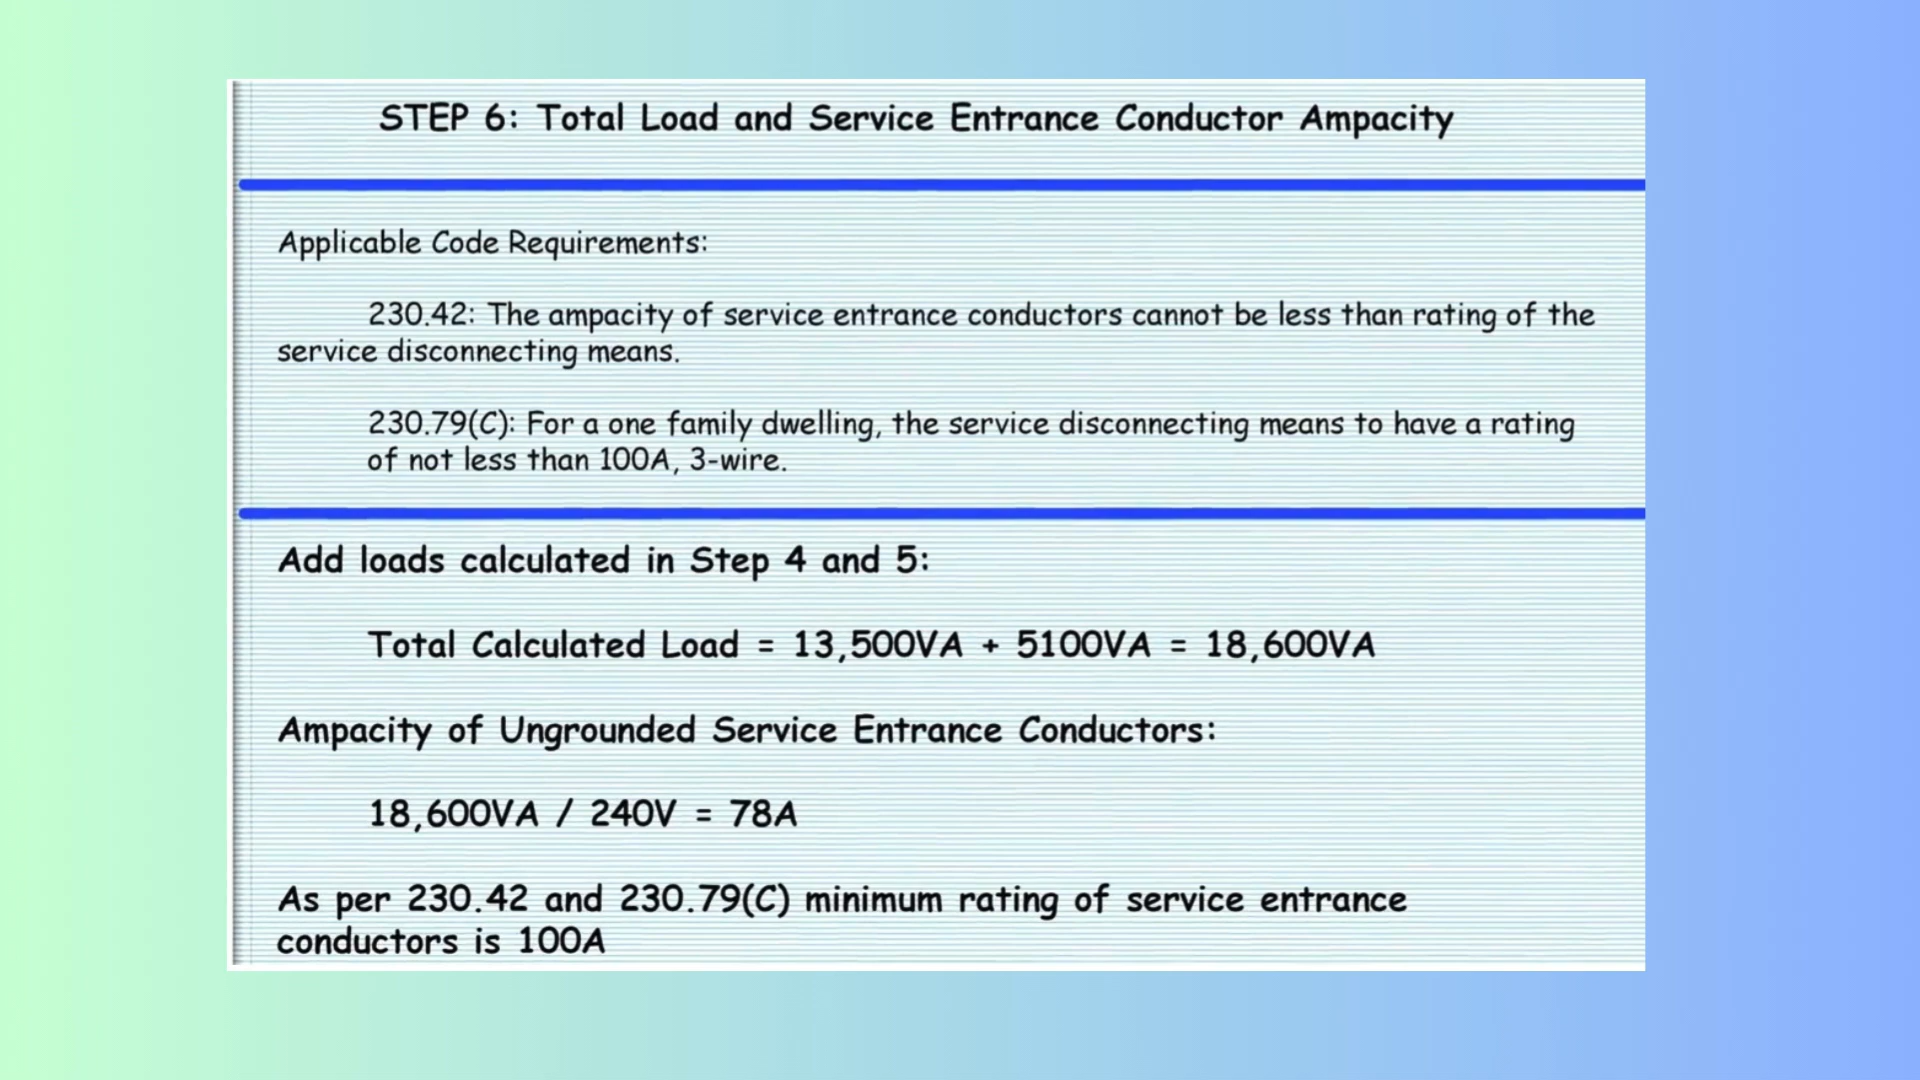 STEP 6: Total Load and Service Entrance Conductor Ampacity
Applicable Code Requirements:
230.42: The ampacity of service entrance conductors cannot be less than rating of the
service disconnecting means.
230.79(C): For a one family dwelling, the service disconnecting means to have a rating
of not less than 100A, 3-wire.
Add loads calculated in Step 4 and 5:
Total Calculated Load = 13,500VA + 5100VA = 18,600VA
Ampacity of Ungrounded Service Entrance Conductors:
18,600VA / 240V = 78A
As per 230.42 and 230.79(C) minimum rating of service entrance
conductors is 100A